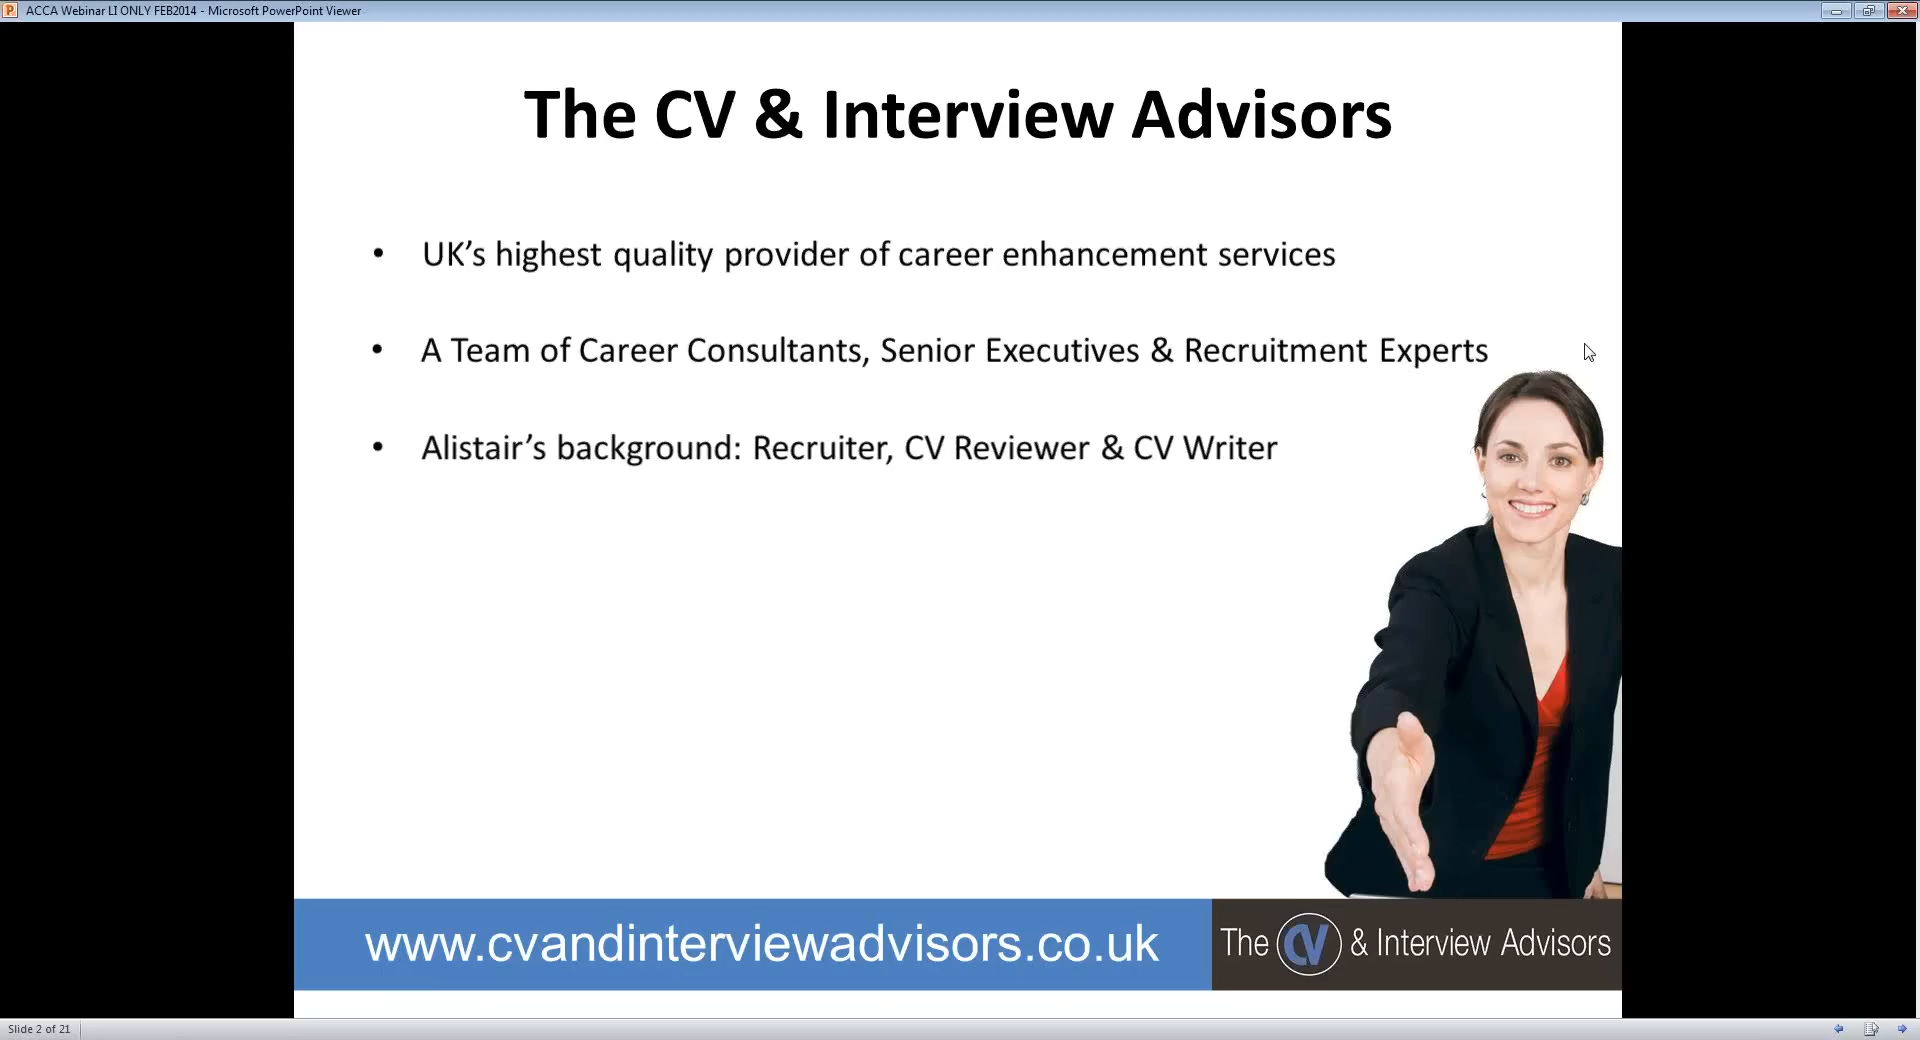 ACCA Webinar LI ONLY FEB2014 - Microsoft PowerPoint Viewer
The CV & Interview Advisors
• UK’s highest quality provider of career enhancement services
• A Team of Career Consultants, Senior Executives & Recruitment Experts
• Alistair’s background: Recruiter, CV Reviewer & CV Writer
www.cvandinterviewadvisors.co.uk
The CV & Interview Advisors
Slide 2 of 21